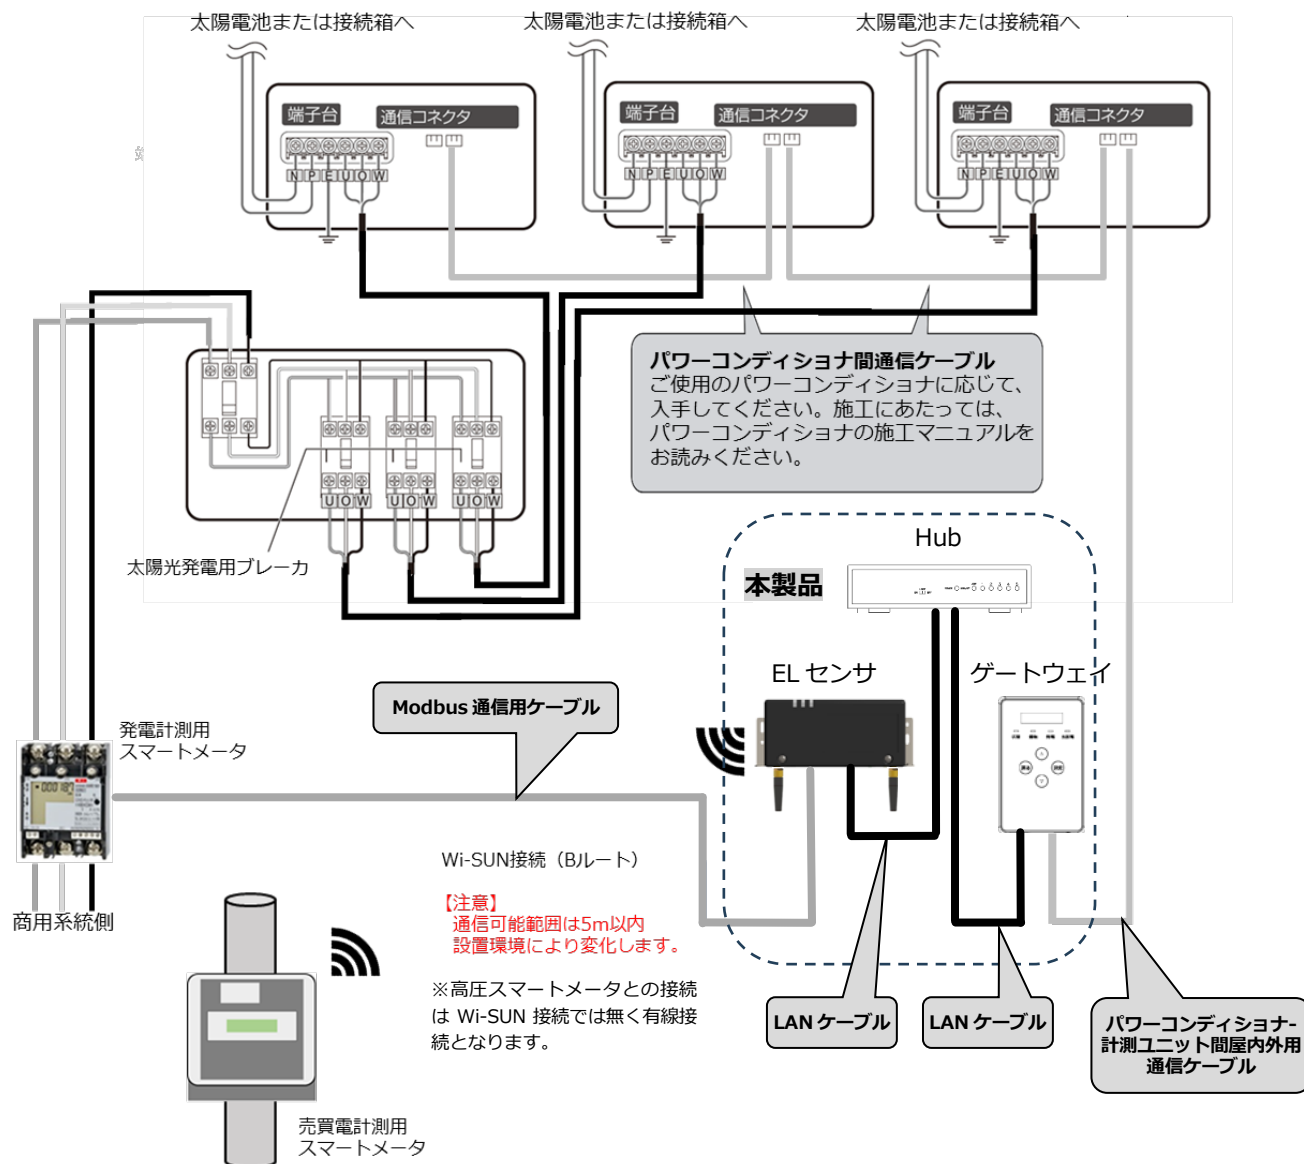 太陽電池または接続箱へ
太陽電池または接続箱へ
太陽電池または接続箱へ
端子台
通信コネクタ
N P E U O W
端子台
通信コネクタ
N P E U O W
端子台
通信コネクタ
N P E U O W
パワーコンディショナ間通信ケーブル
ご使用のパワーコンディショナに応じて、
入手してください。施工にあたっては、
パワーコンディショナの施工マニュアルを
お読みください。
U O W
U O W
U O W
太陽光発電用ブレーカ
Hub
本製品
EL センサ
ゲートウェイ
Modbus 通信用ケーブル
発電計測用
スマートメータ
商用系統側
Wi-SUN接続（Bルート）
【注意】
通信可能範囲は5m以内
設置環境により変化します。
※高圧スマートメータとの接続
は Wi-SUN 接続では無く有線接
続となります。
LAN ケーブル
LAN ケーブル
パワーコンディショナ-
計測ユニット間屋内外用
通信ケーブル
売買電計測用
スマートメータ